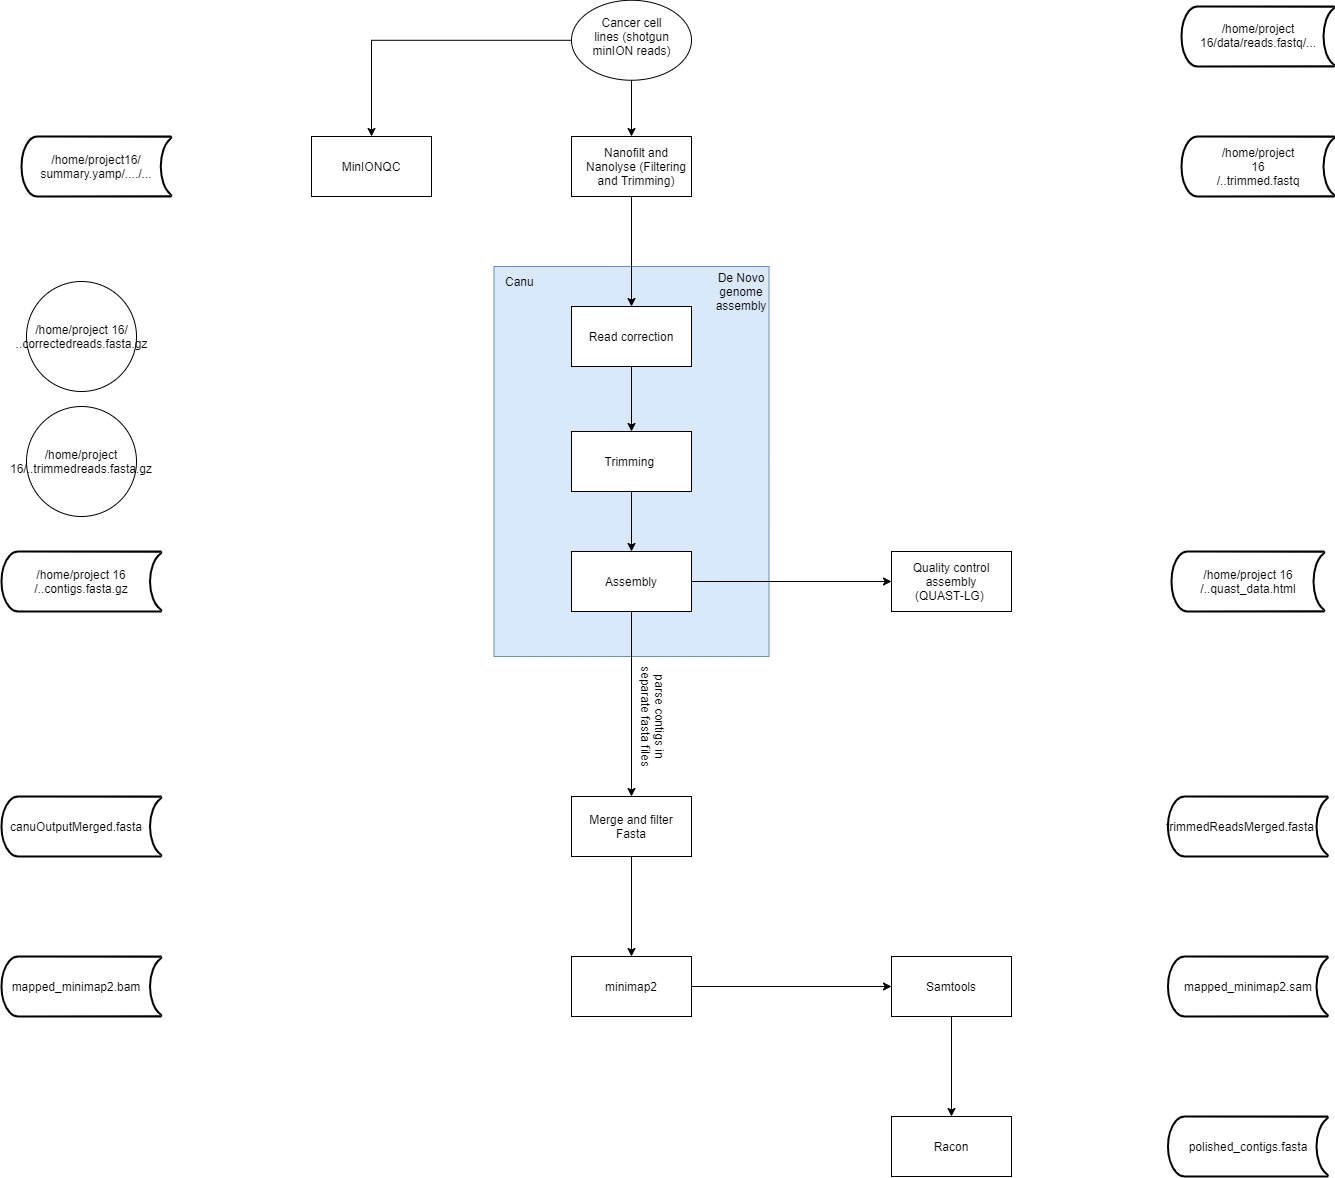 Cancer cell
lines (shotgun
minION reads)
/home/project
16/data/reads.fastq/...
/home/project16/
summary.yamp/..../...
MinIONQC
Nanofilt and
Nanolyse (Filtering
and Trimming)
/home/project
16
/..trimmed.fastq
Canu
De Novo
genome
assembly
/home/project 16/
..correctedreads.fasta.gz
Read correction
/home/project
16/..trimmedreads.fasta.gz
Trimming
/home/project 16
/..contigs.fasta.gz
Assembly
Quality control
assembly
(QUAST-LG)
/home/project 16
/..quast_data.html
parse contigs in
separate fasta files
canuOutputMerged.fasta
Merge and filter
Fasta
trimmedReadsMerged.fasta
mapped_minimap2.bam
minimap2
Samtools
mapped_minimap2.sam
Racon
polished_contigs.fasta